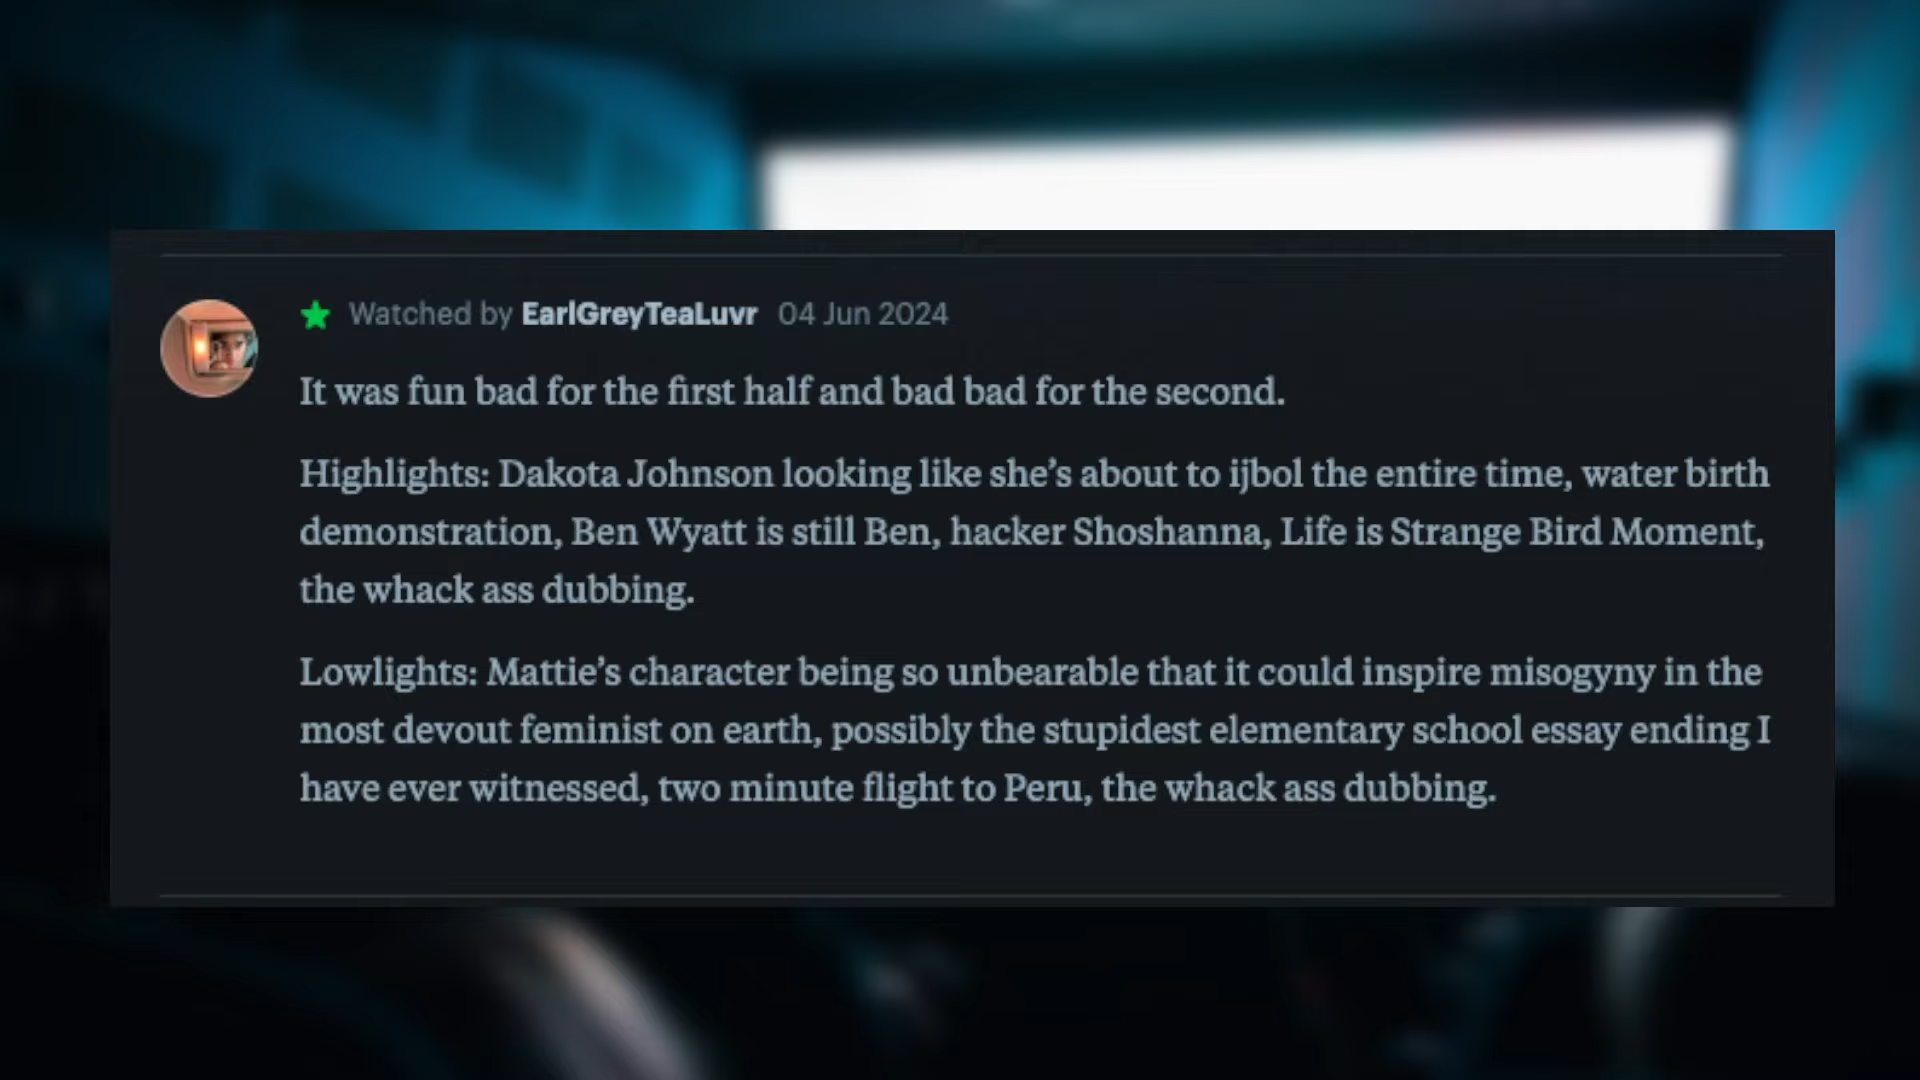 Watched by EarlGreyTeaLuvr 04 Jun 2024
It was fun bad for the first half and bad bad for the second.
Highlights: Dakota Johnson looking like she’s about to ijbol the entire time, water birth
demonstration, Ben Wyatt is still Ben, hacker Shoshanna, Life is Strange Bird Moment,
the whack ass dubbing.
Lowlights: Mattie’s character being so unbearable that it could inspire misogyny in the
most devout feminist on earth, possibly the stupidest elementary school essay ending I
have ever witnessed, two minute flight to Peru, the whack ass dubbing.